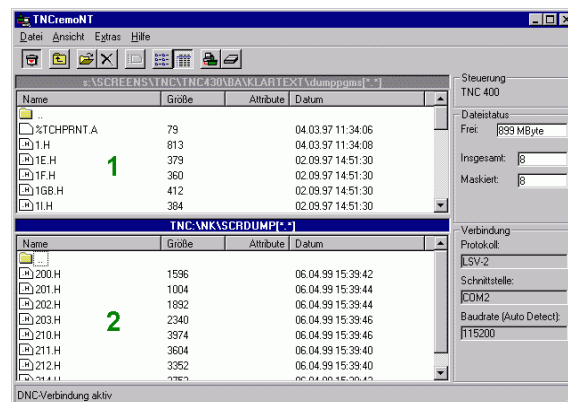 TNCremoNT
Datei Ansicht Extras Hilfe
s:\SCREENS\TNC\TNC430\BA\KLARTEXT\dumppgms[*.*]
Name Größe Attribute Datum
..
%TCHPRNT.A 79 04.03.97 11:34:06
1.H 813 04.03.97 11:34:08
1E.H 379 02.09.97 14:51:30
1F.H 360 02.09.97 14:51:30
1GB.H 412 02.09.97 14:51:30
1I.H 384 02.09.97 14:51:30
1
TNC:\NK\SCRDUMP[*.*]
Name Größe Attribute Datum
..
200.H 1596 06.04.99 15:39:42
201.H 1004 06.04.99 15:39:44
202.H 1892 06.04.99 15:39:44
203.H 2340 06.04.99 15:39:46
210.H 3974 06.04.99 15:39:46
211.H 3604 06.04.99 15:39:40
212.H 3352 06.04.99 15:39:40
2
Steuerung
TNC 400
Dateistatus
Frei: 899 MByte
Insgesamt: 8
Maskiert: 8
Verbindung
Protokoll:
LSV-2
Schnittstelle:
COM2
Baudrate (Auto Detect):
115200
DNC-Verbindung aktiv